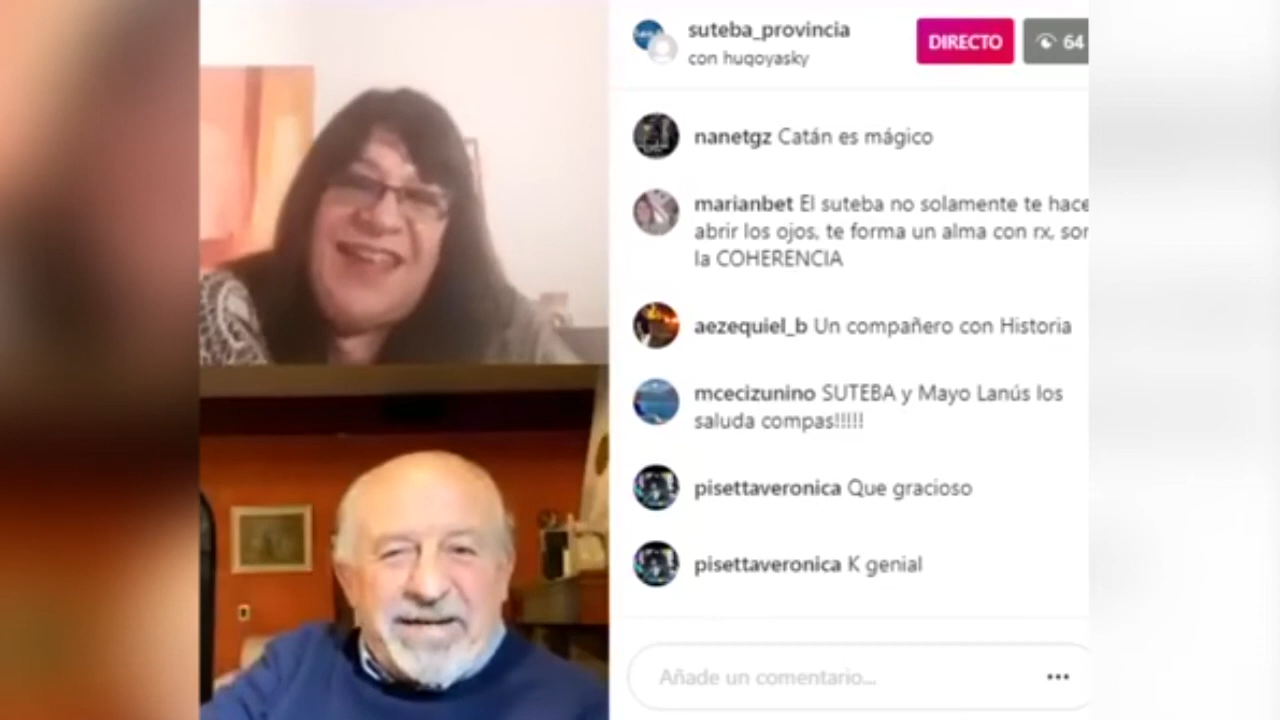 suteba_provincia
con hugoyasky
DIRECTO
64
nanetgz Catán es mágico
marianbet El suteba no solamente te hace
abrir los ojos, te forma un alma con rx, son
la COHERENCIA
aezequiel_b Un compañero con Historia
mcecizunino SUTEBA y Mayo Lanús los
saluda compas!!!!!
pisettaveronica Que gracioso
pisettaveronica K genial
Añade un comentario...